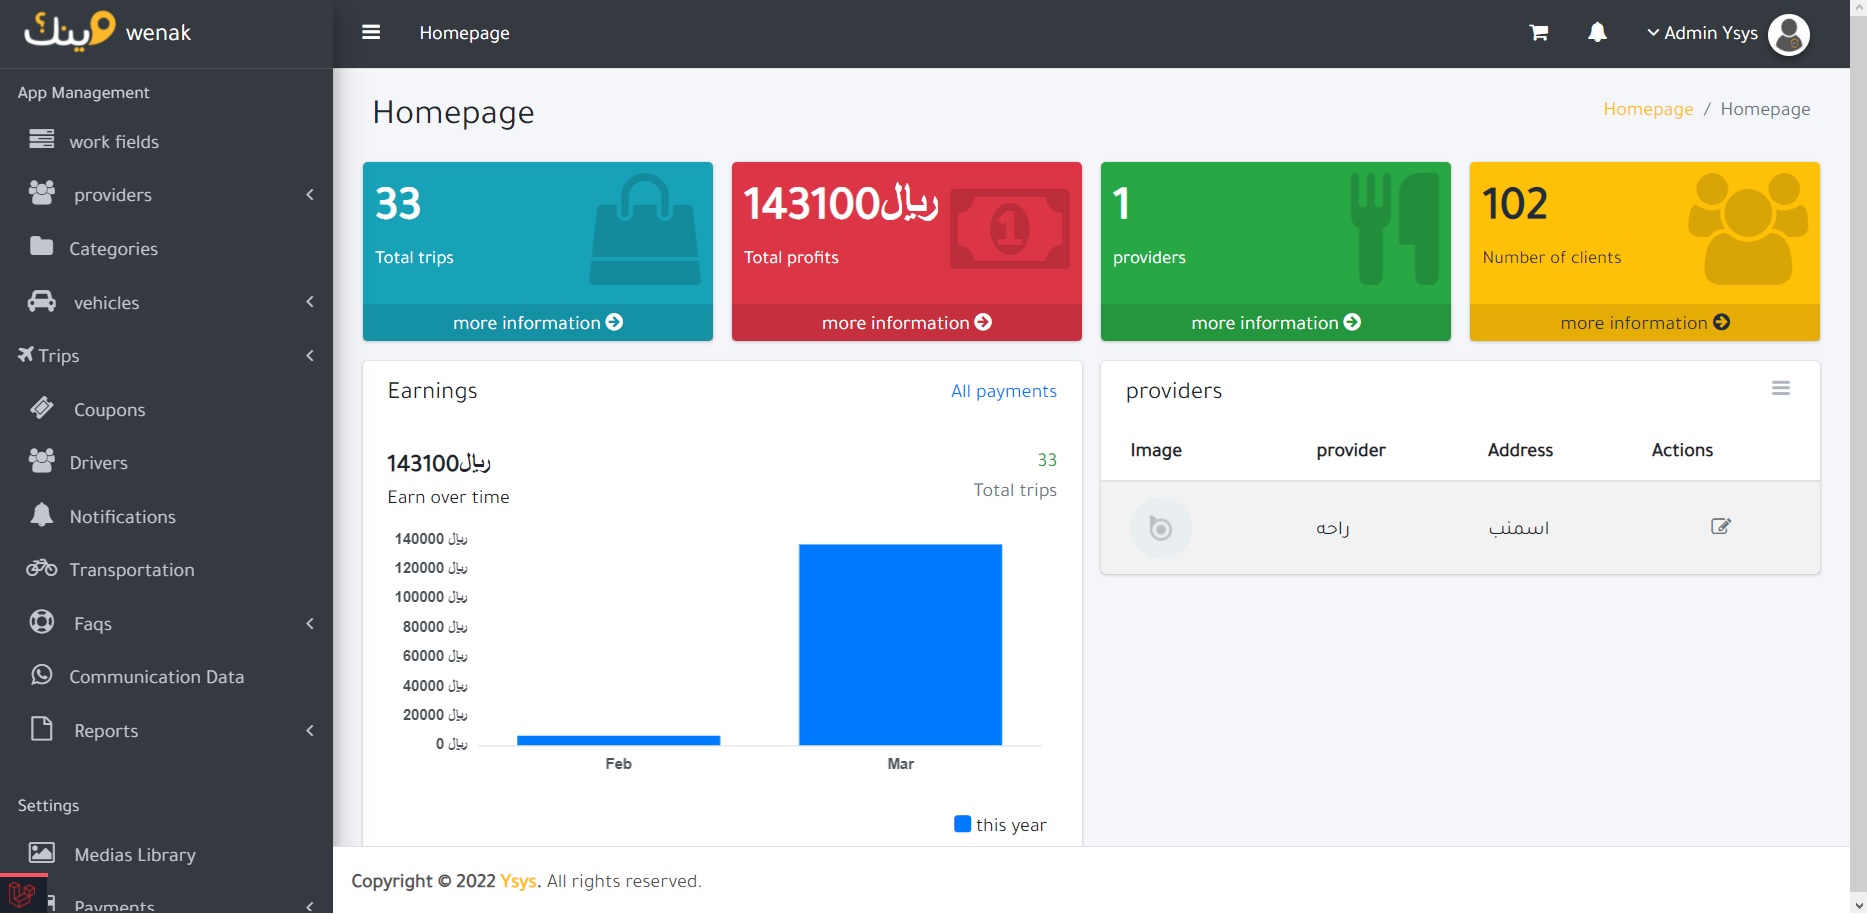 وينك؟ wenak
Homepage
Admin Ysys
App Management
work fields
providers
Categories
vehicles
Trips
Coupons
Drivers
Notifications
Transportation
Faqs
Communication Data
Reports
Settings
Medias Library
Payments
Homepage
Homepage / Homepage
33
Total trips
more information
143100ريال
1
Total profits
more information
1
providers
more information
102
Number of clients
more information
Earnings
All payments
143100ريال
33
Earn over time
Total trips
140000 ريال
120000 ريال
100000 ريال
80000 ريال
60000 ريال
40000 ريال
20000 ريال
0 ريال
Feb
Mar
this year
providers
Image provider Address Actions
راحه
اسمنب
Copyright © 2022 Ysys. All rights reserved.